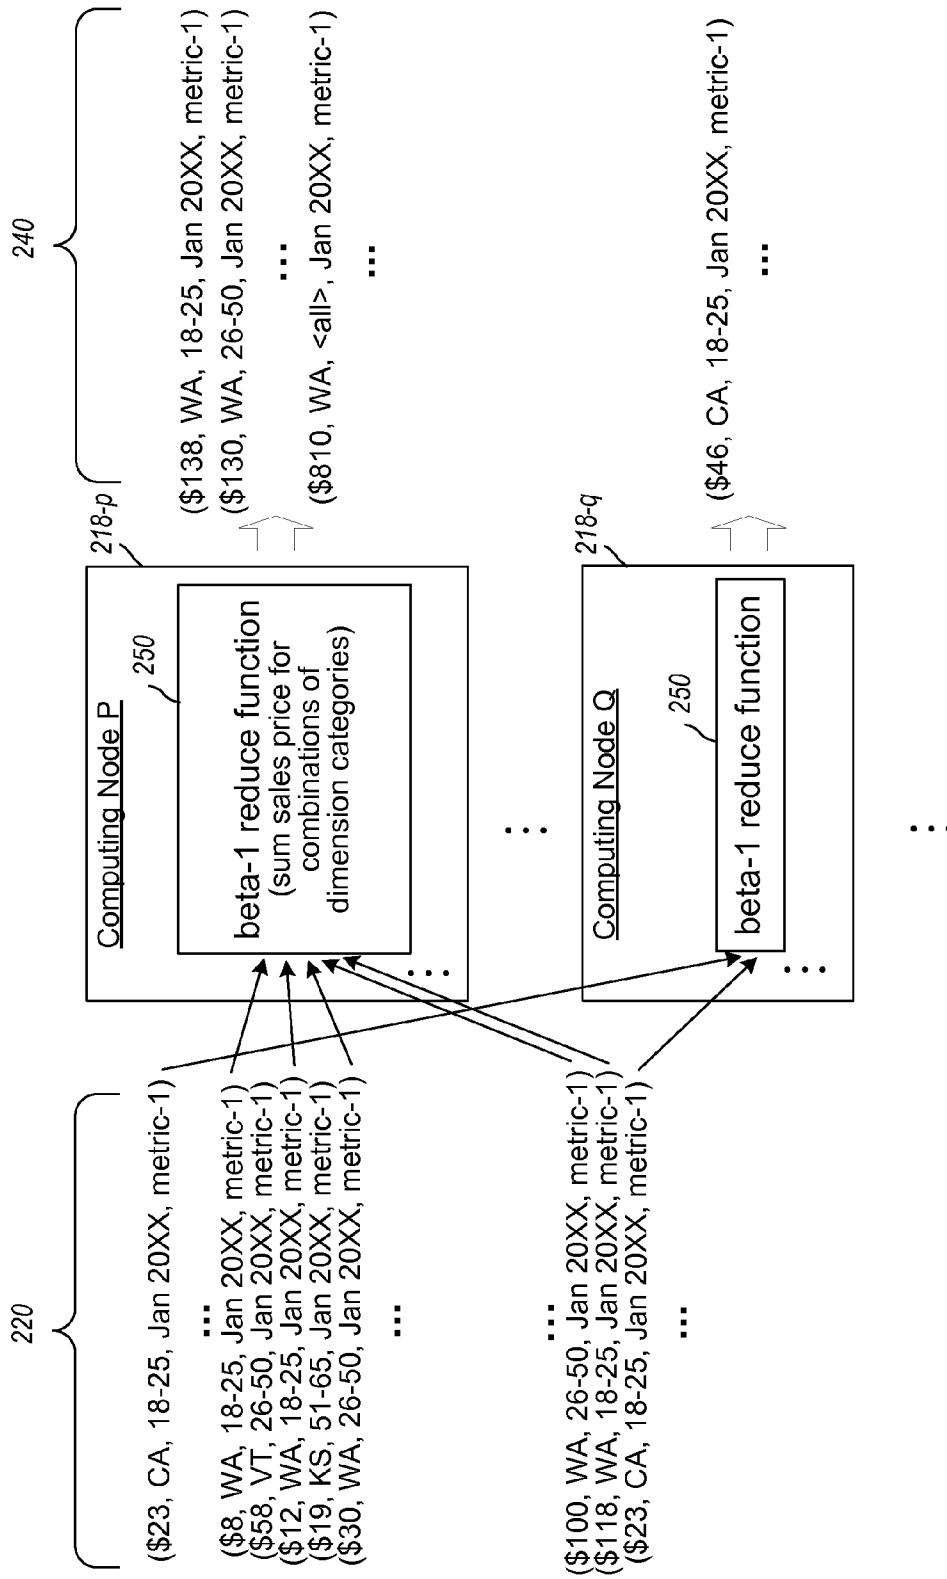 220
($23, CA, 18-25, Jan 20XX, metric-1)
...
($8, WA, 18-25, Jan 20XX, metric-1)
($58, VT, 26-50, Jan 20XX, metric-1)
($12, WA, 18-25, Jan 20XX, metric-1)
($19, KS, 51-65, Jan 20XX, metric-1)
($30, WA, 26-50, Jan 20XX, metric-1)
...
...
($100, WA, 26-50, Jan 20XX, metric-1)
($118, WA, 18-25, Jan 20XX, metric-1)
($23, CA, 18-25, Jan 20XX, metric-1)
...
218-p
Computing Node P
250
beta-1 reduce function
(sum sales price for
combinations of
dimension categories)
...
...
218-q
Computing Node Q
250
beta-1 reduce function
...
...
240
($138, WA, 18-25, Jan 20XX, metric-1)
($130, WA, 26-50, Jan 20XX, metric-1)
...
($810, WA, <all>, Jan 20XX, metric-1)
...
($46, CA, 18-25, Jan 20XX, metric-1)
...